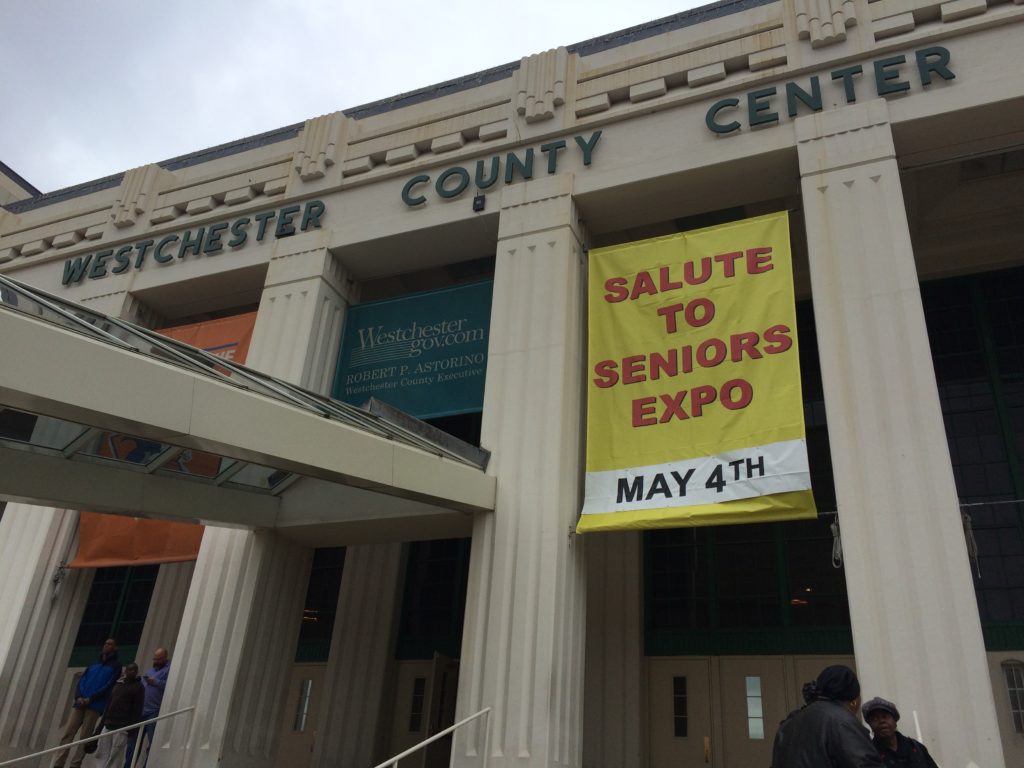 WESTCHESTER COUNTY CENTER
Westchester
gov.com
ROBERT P. ASTORINO
Westchester County Executive
SALUTE
TO
SENIORS
EXPO
MAY 4TH